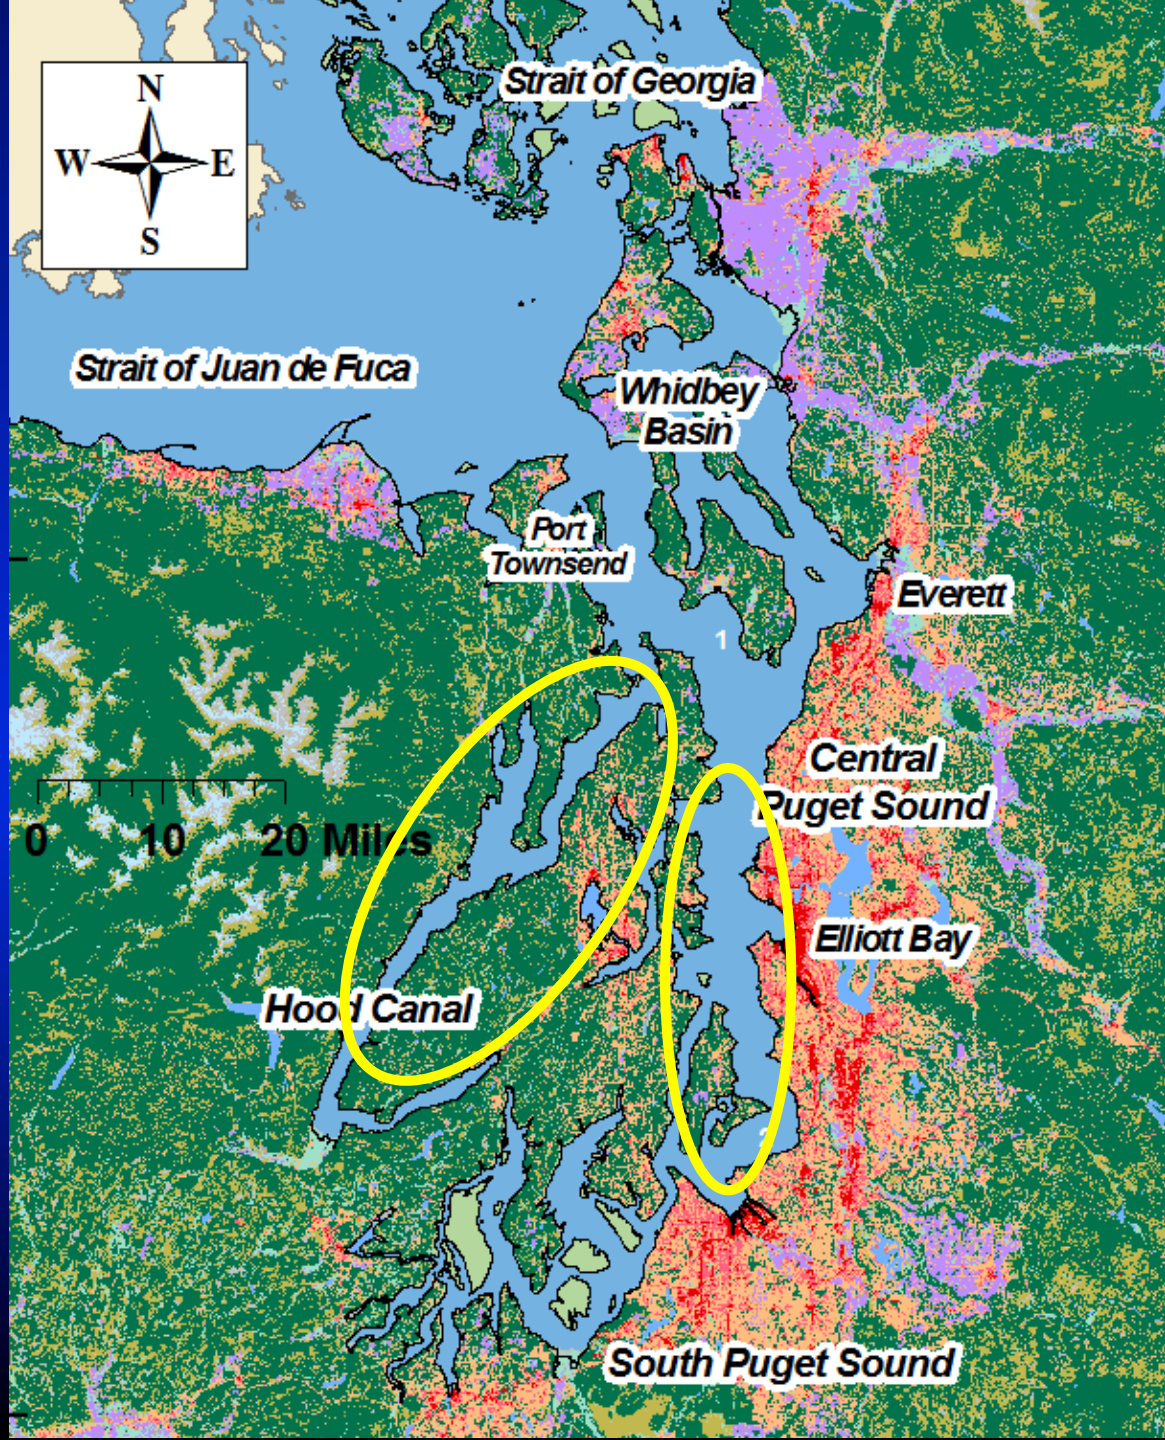 Strait of Georgia
N
W E
S
Strait of Juan de Fuca
Whidbey
Basin
Port
Townsend
Everett
1
Central
Puget Sound
0 10 20 Miles
Elliott Bay
Hood Canal
South Puget Sound